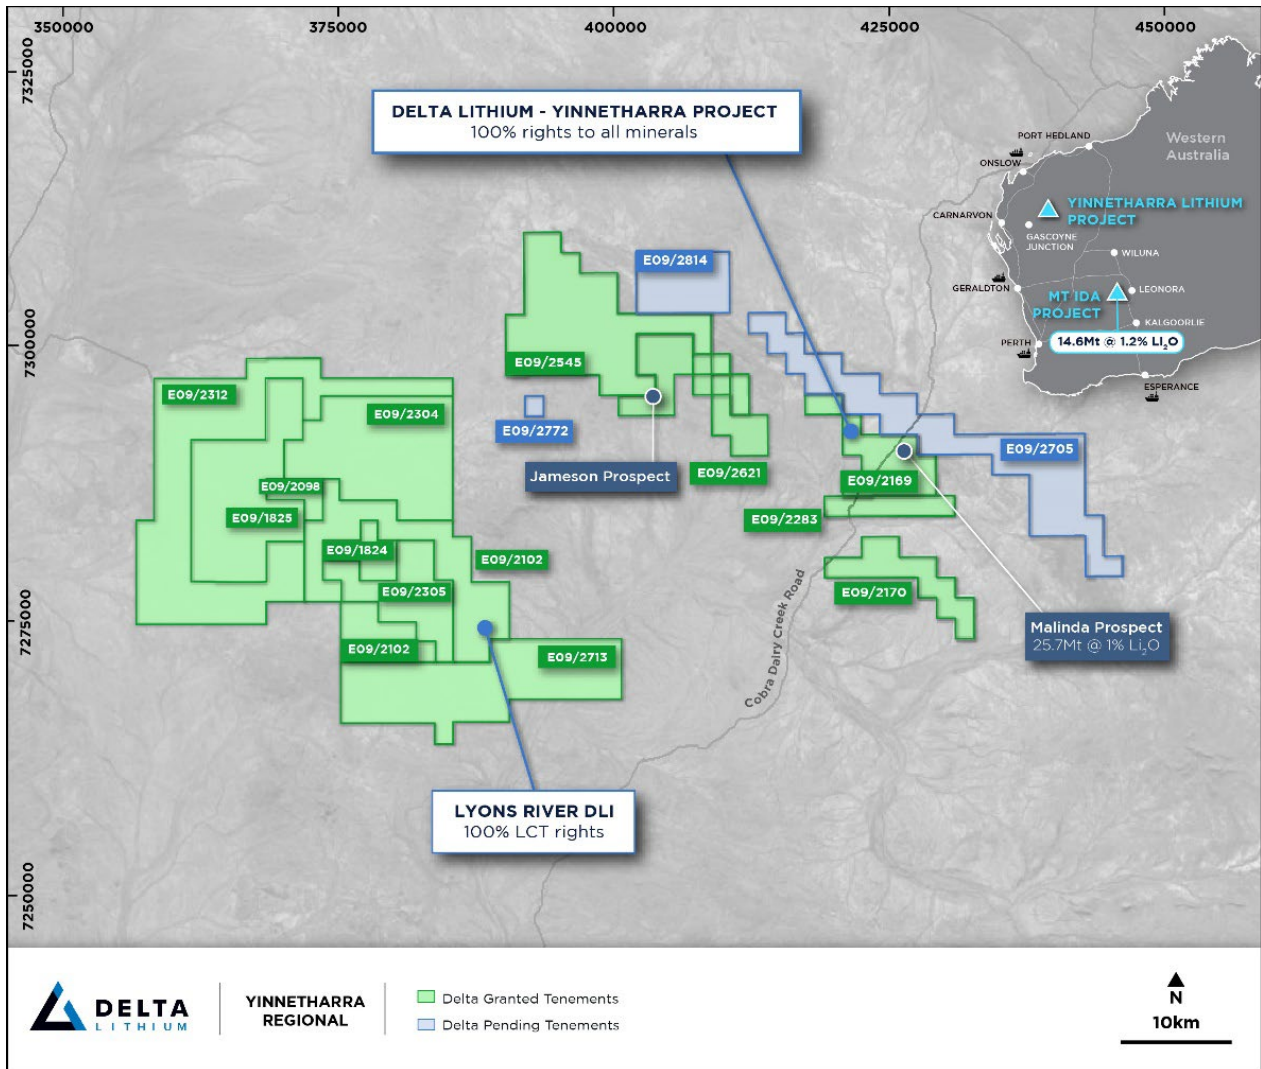 350000
375000
400000
425000
450000
7325000
7300000
7275000
7250000
DELTA LITHIUM - YINNETHARRA PROJECT
100% rights to all minerals
Western
Australia
PORT HEDLAND
ONSLOW
CARNARVON
YINNETHARRA LITHIUM
PROJECT
GASCOYNE
JUNCTION
WILUNA
GERALDTON
MT IDA
PROJECT
LEONORA
KALGOORLIE
PERTH
14.6Mt @ 1.2% Li₂O
ESPERANCE
E09/2814
E09/2545
E09/2312
E09/2304
E09/2772
E09/2705
Jameson Prospect
E09/2621
E09/2169
E09/2098
E09/1825
E09/2283
E09/1824
E09/2102
E09/2305
E09/2170
Cobra Dairy Creek Road
Malinda Prospect
25.7Mt @ 1% Li₂O
E09/2102
E09/2713
LYONS RIVER DLI
100% LCT rights
DELTA
LITHIUM
YINNETHARRA
REGIONAL
Delta Granted Tenements
Delta Pending Tenements
N
10km